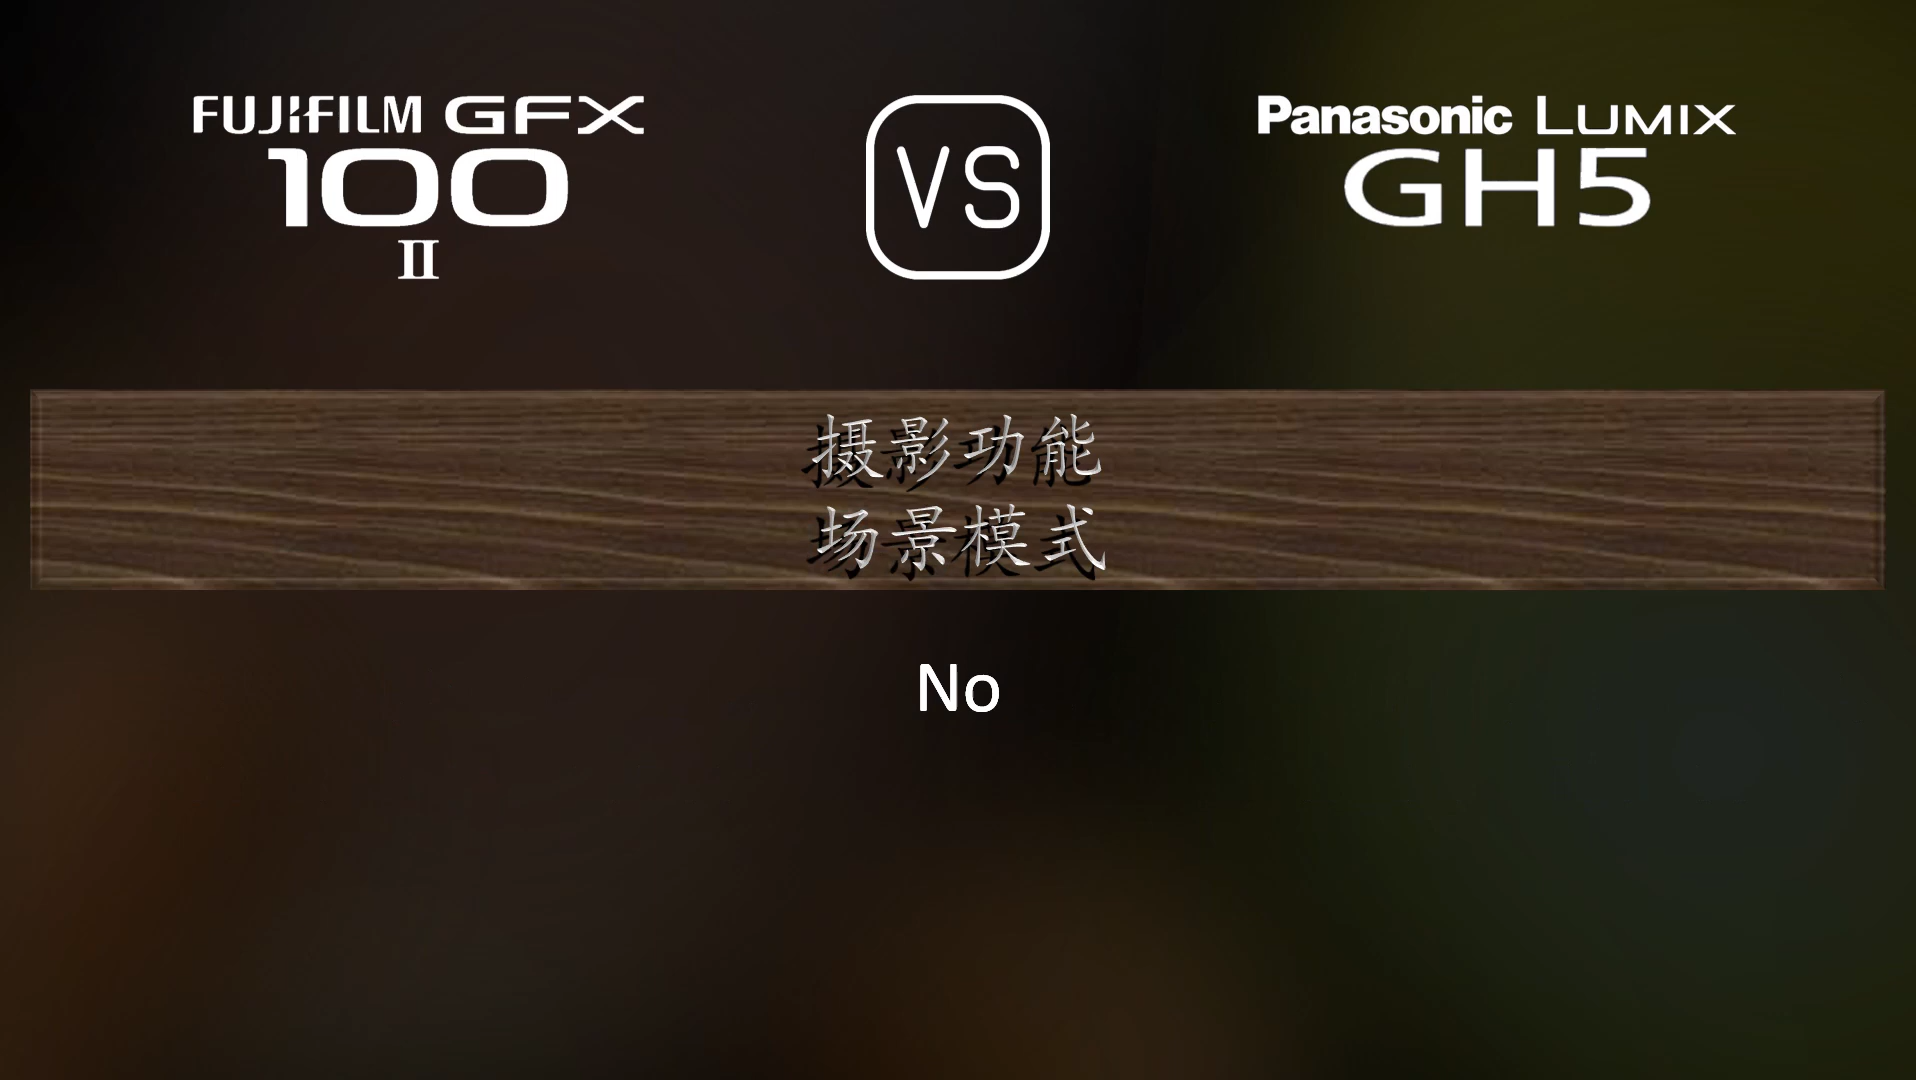 FUJIFILM GFX
100
II
VS
Panasonic LUMIX
GH5
摄影功能
场景模式
No